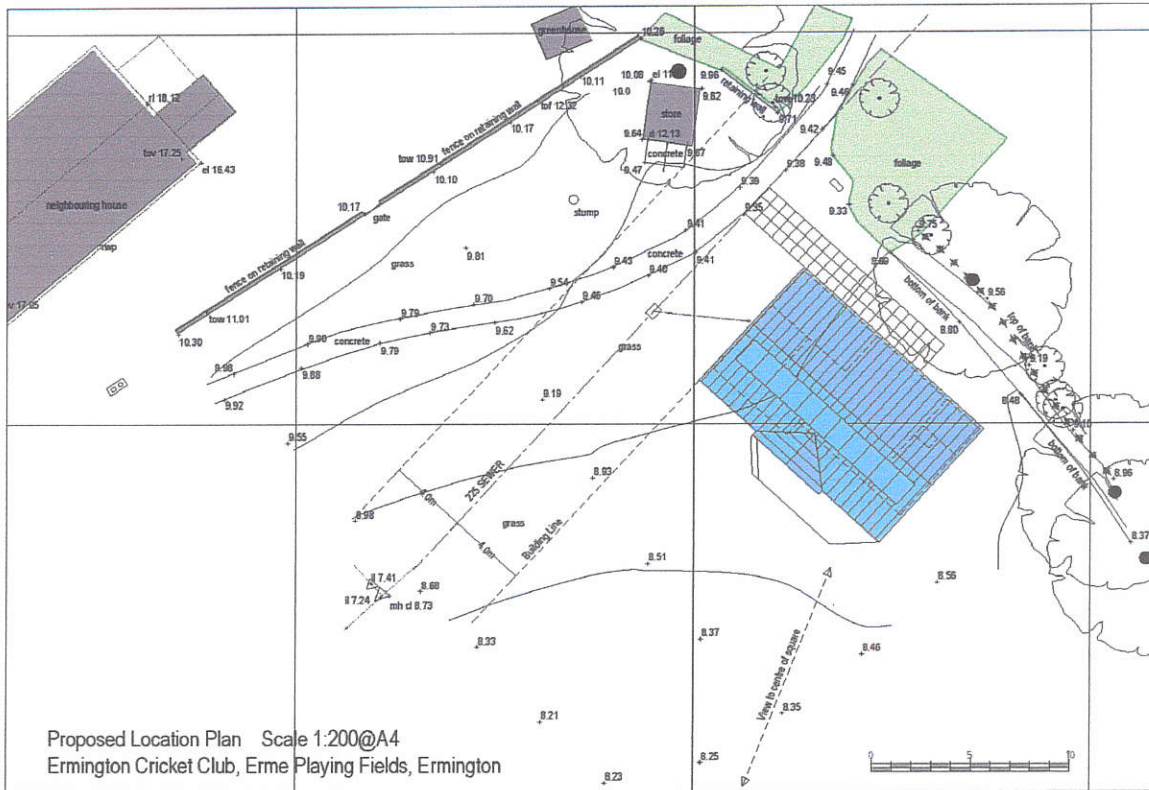 greenhouse
10.26
foliage
10.11
10.08
el 11
9.96
9.82
10.0
retaining wall
tow 10.23
9.71
9.45
9.46
9.42
9.48
9.38
9.33
foliage
rl 18.12
tov 17.25
el 16.43
neighbouring house
tof 12.32
10.17
fence on retaining wall
tow 10.91
10.10
store
9.64
d 12.13
concrete
9.47
9.39
9.35
10.17
gate
stump
9.81
grass
9.41
concrete
9.41
9.43
9.40
9.75
8.69
9.56
bottom of bank
top of bank
8.80
9.19
fence on retaining wall
10.19
tow 11.01
10.30
9.54
9.46
9.70
9.79
9.73
9.62
9.90
concrete
9.79
9.98
9.88
9.92
grass
9.19
8.48
9.55
225 SEWER
8.93
bottom of bank
8.96
4.0m
4.0m
8.98
grass
Building Line
8.37
il 7.41
il 7.24
8.68
mh cl 8.73
8.51
8.56
8.33
8.37
8.46
View to centre of square
8.35
8.21
8.25
8.23
Proposed Location Plan Scale 1:200@A4
Ermington Cricket Club, Erme Playing Fields, Ermington
0 5 10